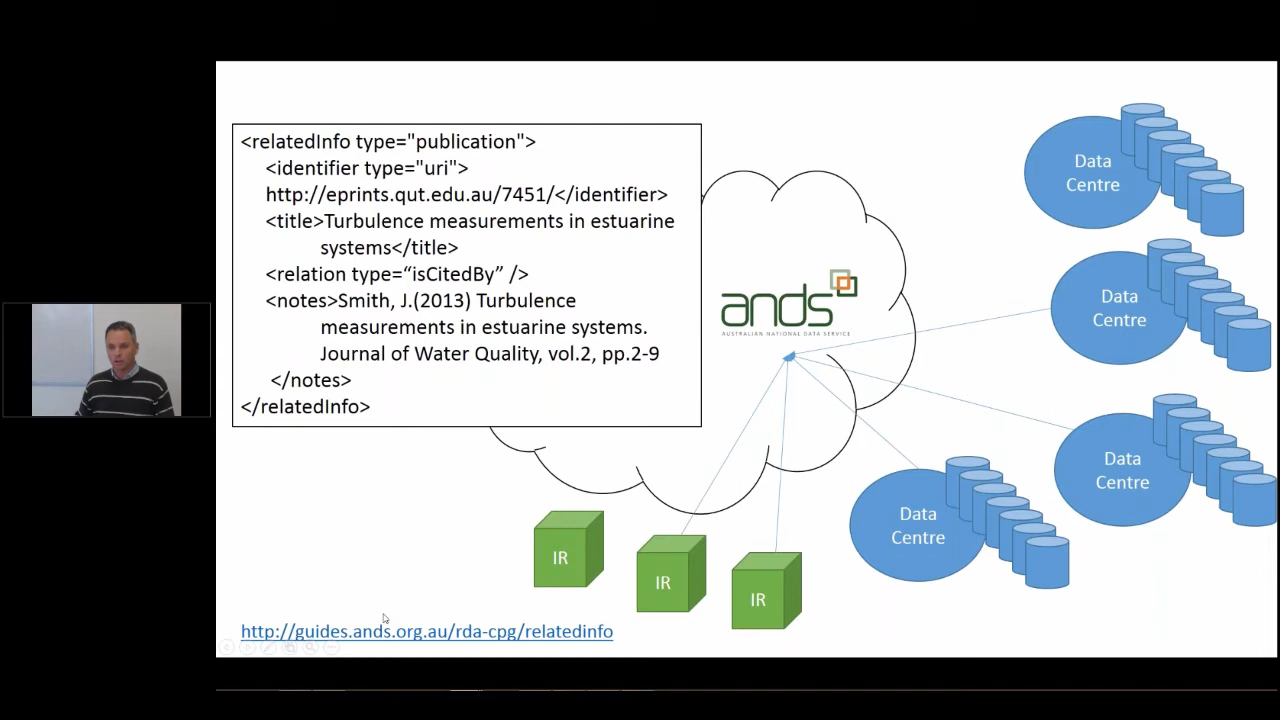 <relatedInfo type="publication">
<identifier type="uri">
http://eprints.qut.edu.au/7451/</identifier>
<title>Turbulence measurements in estuarine
systems</title>
<relation type=“isCitedBy” />
<notes>Smith, J.(2013) Turbulence
measurements in estuarine systems.
Journal of Water Quality, vol.2, pp.2-9
</notes>
</relatedInfo>
ands
AUSTRALIAN NATIONAL DATA SERVICE
Data
Centre
Data
Centre
Data
Centre
Data
Centre
IR
IR
IR
http://guides.ands.org.au/rda-cpg/relatedinfo